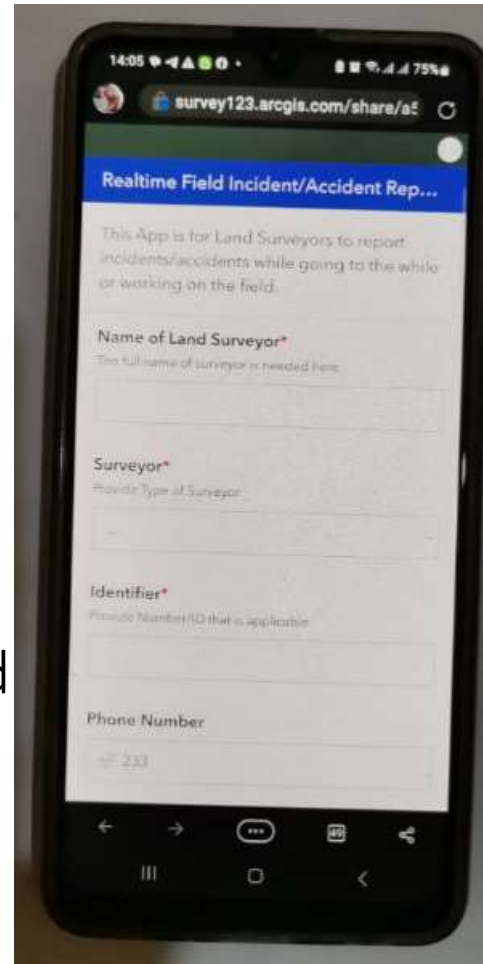 14:05
75%
survey123.arcgis.com/share/a5
Realtime Field Incident/Accident Rep...
This App is for Land Surveyors to report
incidents/accidents while going to the while
or working on the field.
Name of Land Surveyor*
The full name of surveyor is needed here
Surveyor*
Provide Type of Surveyor
Identifier*
Provide Number/ID that is applicable
Phone Number
233
49